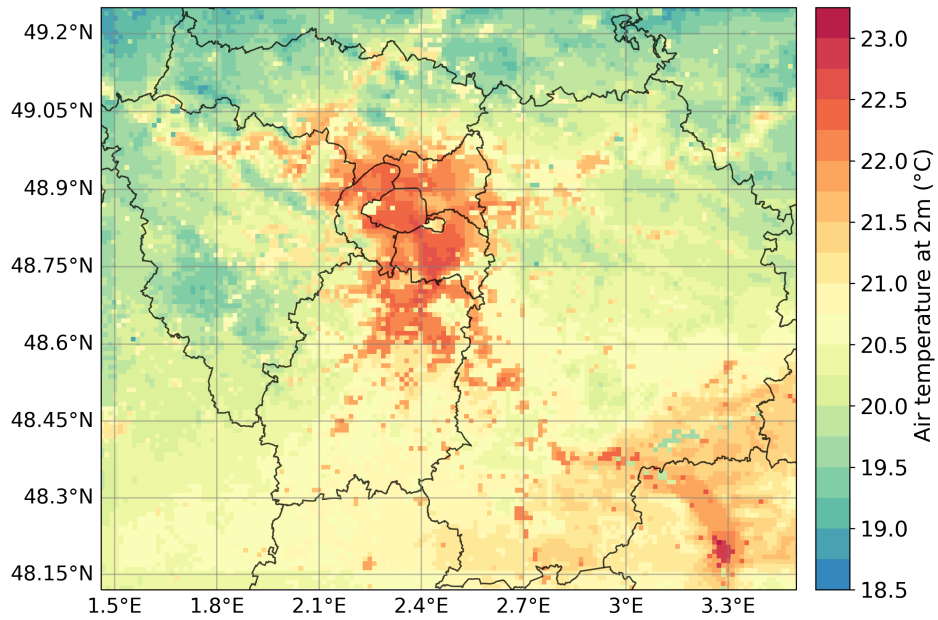 49.2°N
49.05°N
48.9°N
48.75°N
48.6°N
48.45°N
48.3°N
48.15°N
1.5°E 1.8°E 2.1°E 2.4°E 2.7°E 3°E 3.3°E
23.0
22.5
22.0
21.5
21.0
20.5
20.0
19.5
19.0
18.5
Air temperature at 2m (°C)